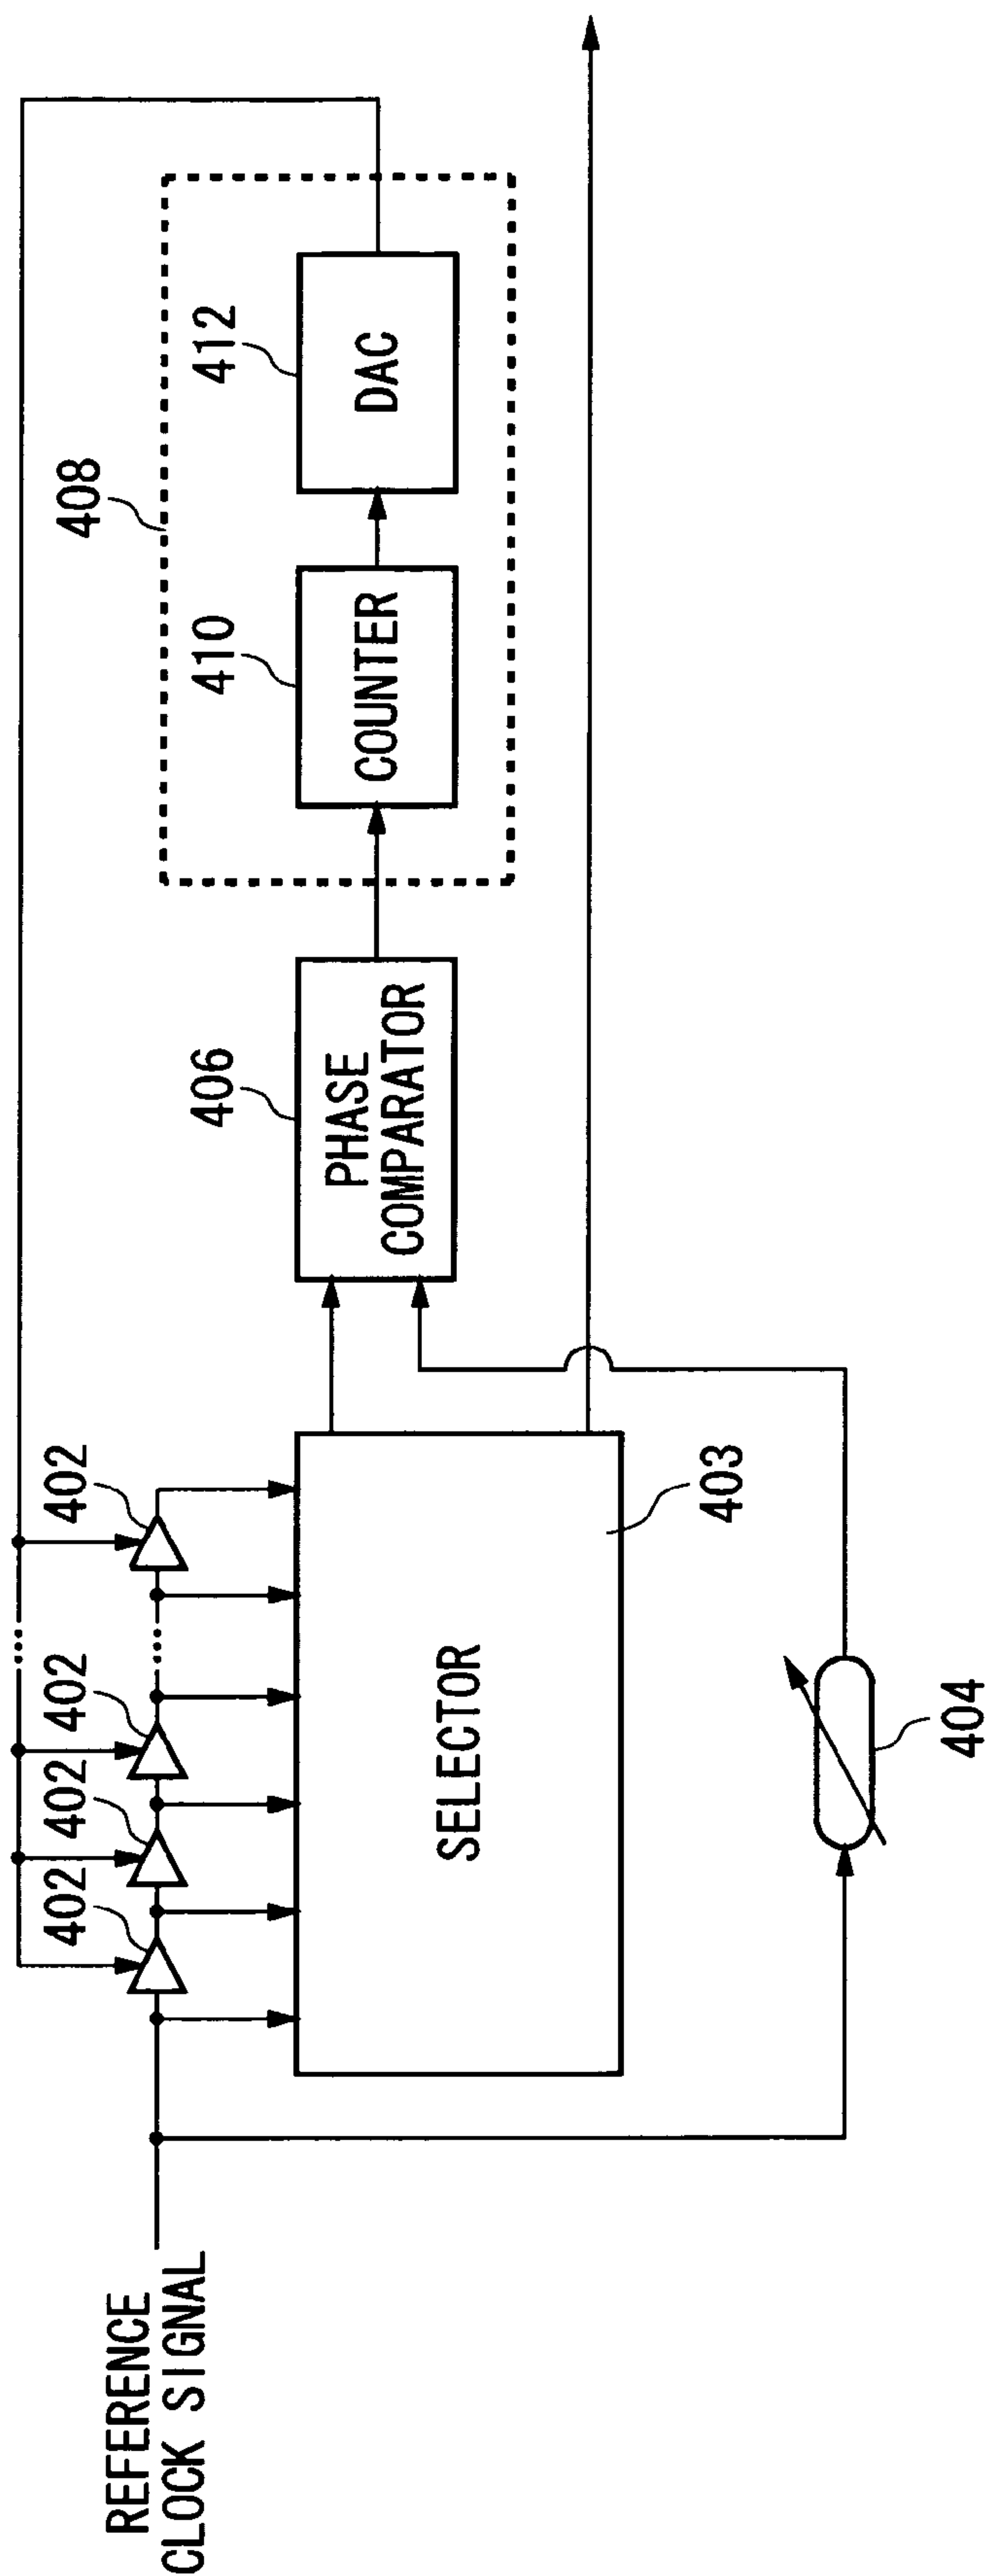 REFERENCE
CLOCK SIGNAL
402
402
402
402
SELECTOR
403
404
406
PHASE
COMPARATOR
408
410
COUNTER
412
DAC